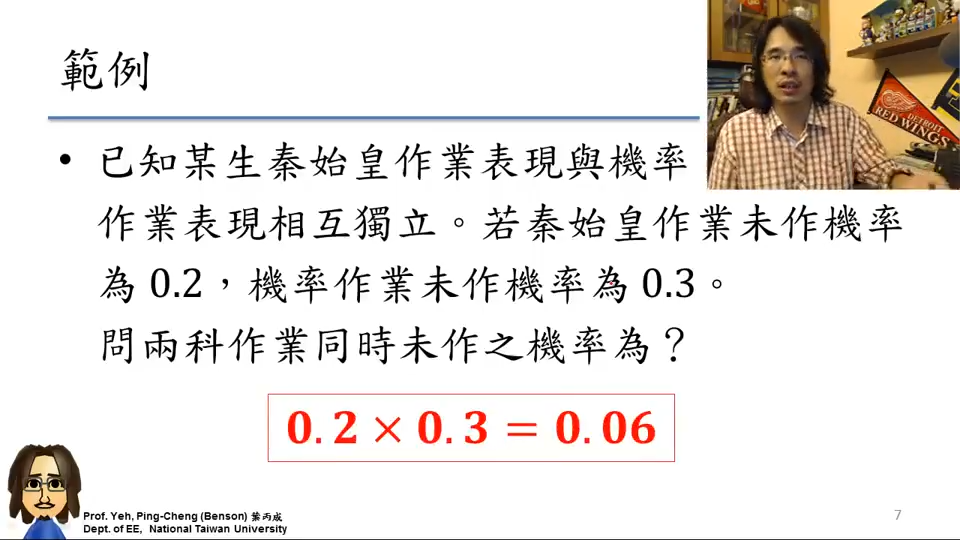 範例
DETROIT
RED WINGS
• 已知某生秦始皇作業表現與機率
作業表現相互獨立。若秦始皇作業未作機率
為 0.2，機率作業未作機率為 0.3。
問兩科作業同時未作之機率為？
0.2 × 0.3 = 0.06
Prof. Yeh, Ping-Cheng (Benson) 葉丙成
Dept. of EE, National Taiwan University
7